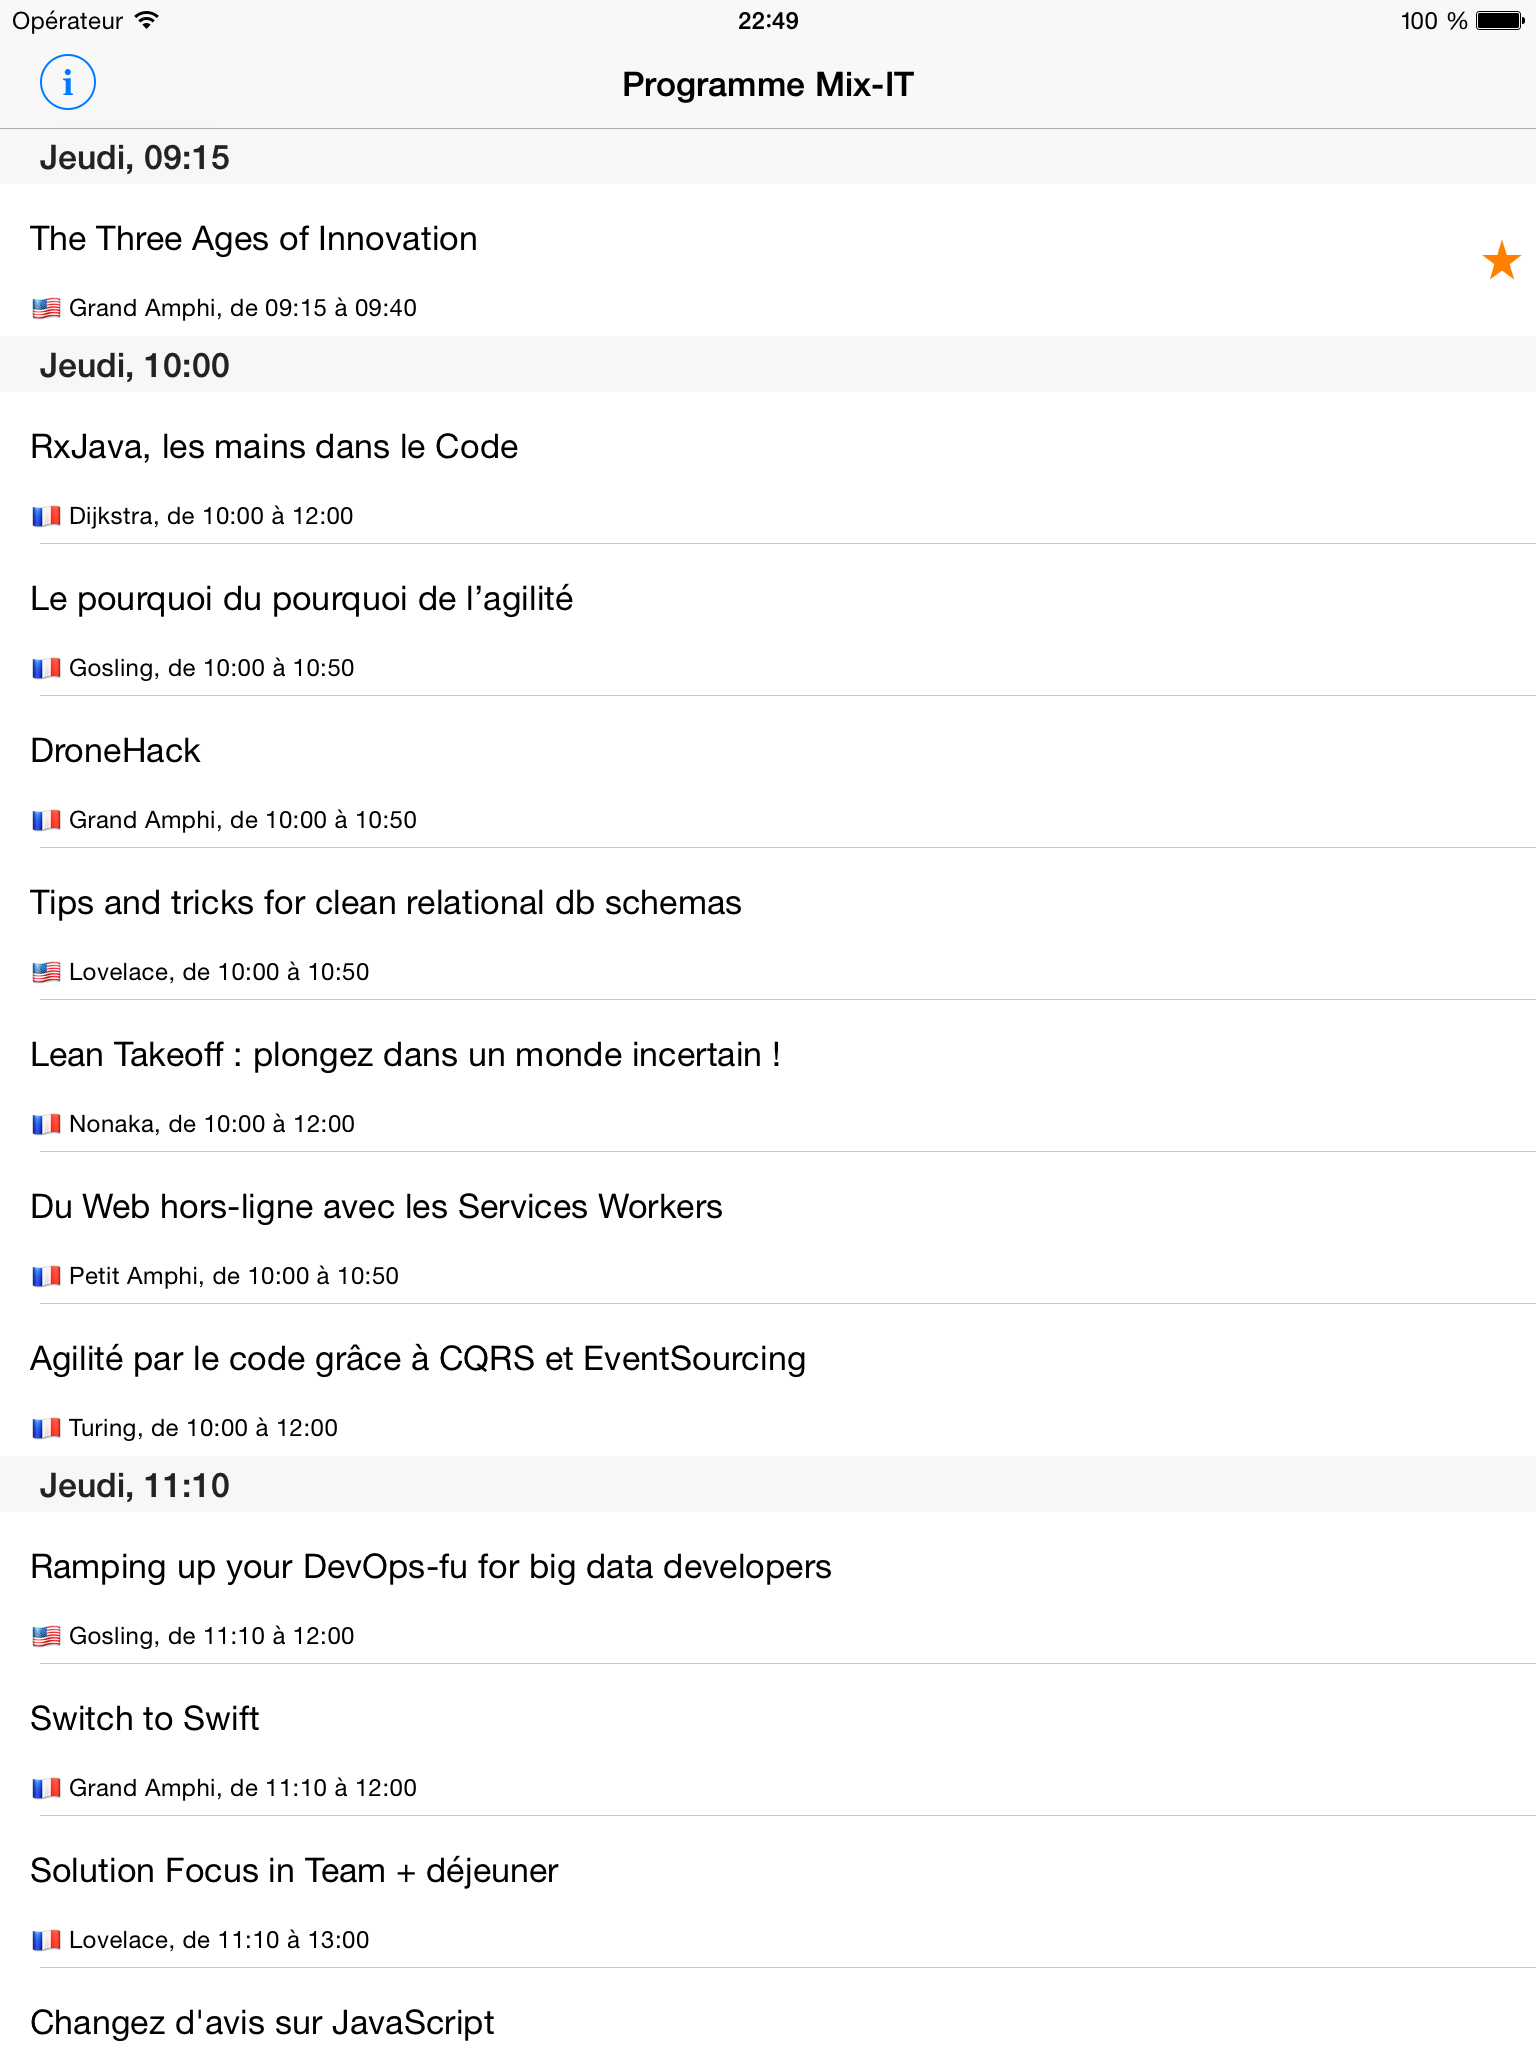 Opérateur 22:49 100 %
i Programme Mix-IT
Jeudi, 09:15
The Three Ages of Innovation
Grand Amphi, de 09:15 à 09:40
Jeudi, 10:00
RxJava, les mains dans le Code
Dijkstra, de 10:00 à 12:00
Le pourquoi du pourquoi de l’agilité
Gosling, de 10:00 à 10:50
DroneHack
Grand Amphi, de 10:00 à 10:50
Tips and tricks for clean relational db schemas
Lovelace, de 10:00 à 10:50
Lean Takeoff : plongez dans un monde incertain !
Nonaka, de 10:00 à 12:00
Du Web hors-ligne avec les Services Workers
Petit Amphi, de 10:00 à 10:50
Agilité par le code grâce à CQRS et EventSourcing
Turing, de 10:00 à 12:00
Jeudi, 11:10
Ramping up your DevOps-fu for big data developers
Gosling, de 11:10 à 12:00
Switch to Swift
Grand Amphi, de 11:10 à 12:00
Solution Focus in Team + déjeuner
Lovelace, de 11:10 à 13:00
Changez d'avis sur JavaScript